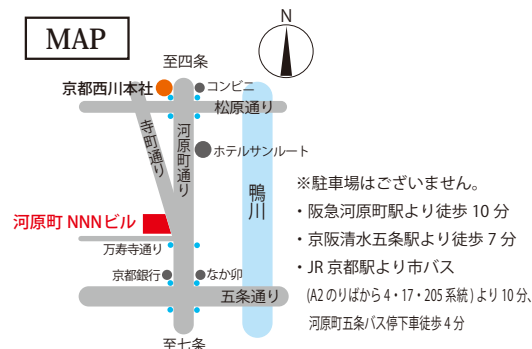 MAP
N
至四条
京都西川本社
コンビニ
松原通り
寺町通り
河原町通り
ホテルサンルート
鴨川
河原町 NNN ビル
万寿寺通り
京都銀行
なか卯
五条通り
至七条
※駐車場はございません。
・阪急河原町駅より徒歩 10 分
・京阪清水五条駅より徒歩 7 分
・JR 京都駅より市バス
(A2 のりばから 4・17・205 系統) より 10 分、
河原町五条バス停下車徒歩 4 分